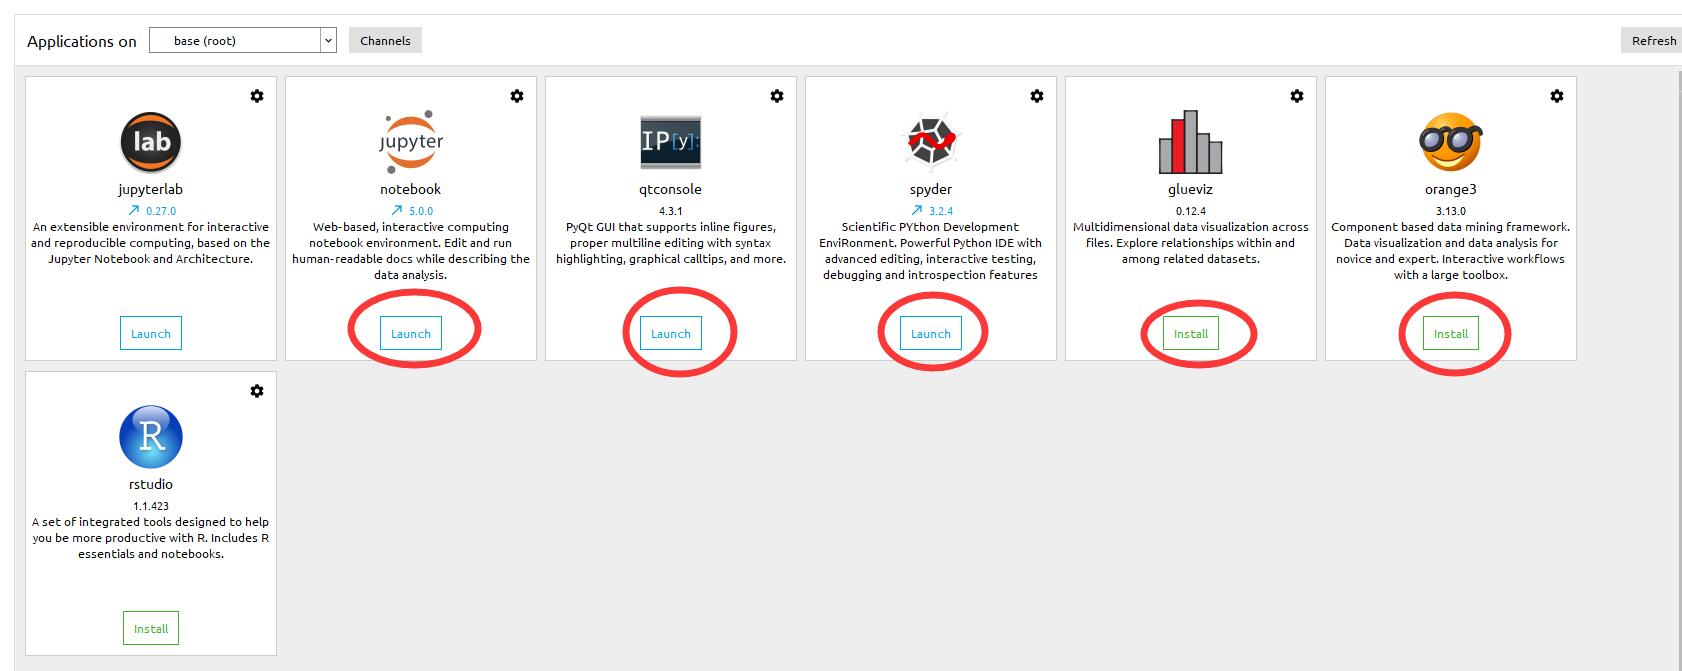 Applications on
base (root)
Channels
Refresh
lab
jupyterlab
0.27.0
An extensible environment for interactive
and reproducible computing, based on the
Jupyter Notebook and Architecture.
Launch
jupyter
notebook
5.0.0
Web-based, interactive computing
notebook environment. Edit and run
human-readable docs while describing the
data analysis.
Launch
IP[y]:
qtconsole
4.3.1
PyQt GUI that supports inline figures,
proper multiline editing with syntax
highlighting, graphical calltips, and more.
Launch
spyder
3.2.4
Scientific PYthon Development
EnviRonment. Powerful Python IDE with
advanced editing, interactive testing,
debugging and introspection features
Launch
glueviz
0.12.4
Multidimensional data visualization across
files. Explore relationships within and
among related datasets.
Install
orange3
3.13.0
Component based data mining framework.
Data visualization and data analysis for
novice and expert. Interactive workflows
with a large toolbox.
Install
R
rstudio
1.1.423
A set of integrated tools designed to help
you be more productive with R. Includes R
essentials and notebooks.
Install